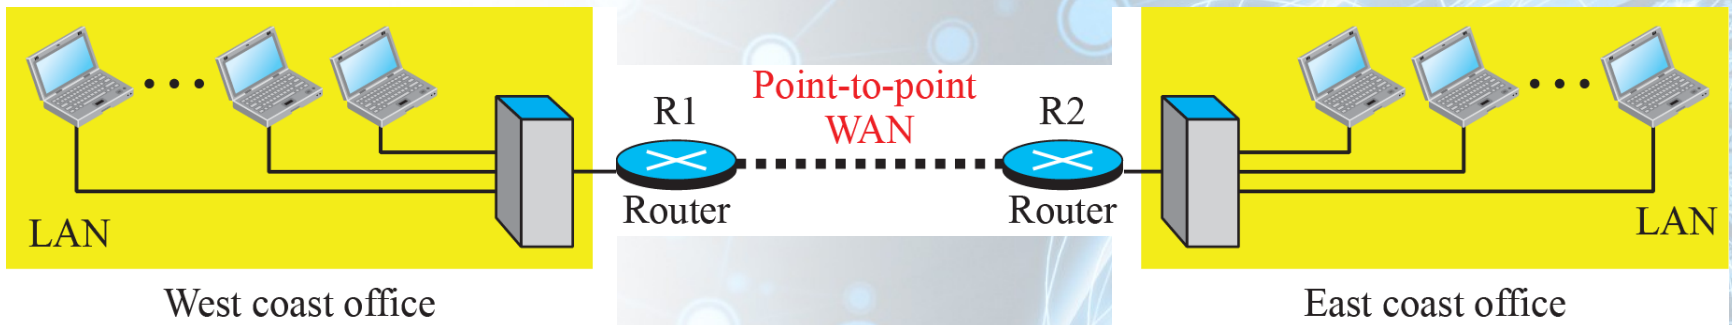 R1
Point-to-point
WAN
R2
Router
Router
LAN
LAN
West coast office
East coast office